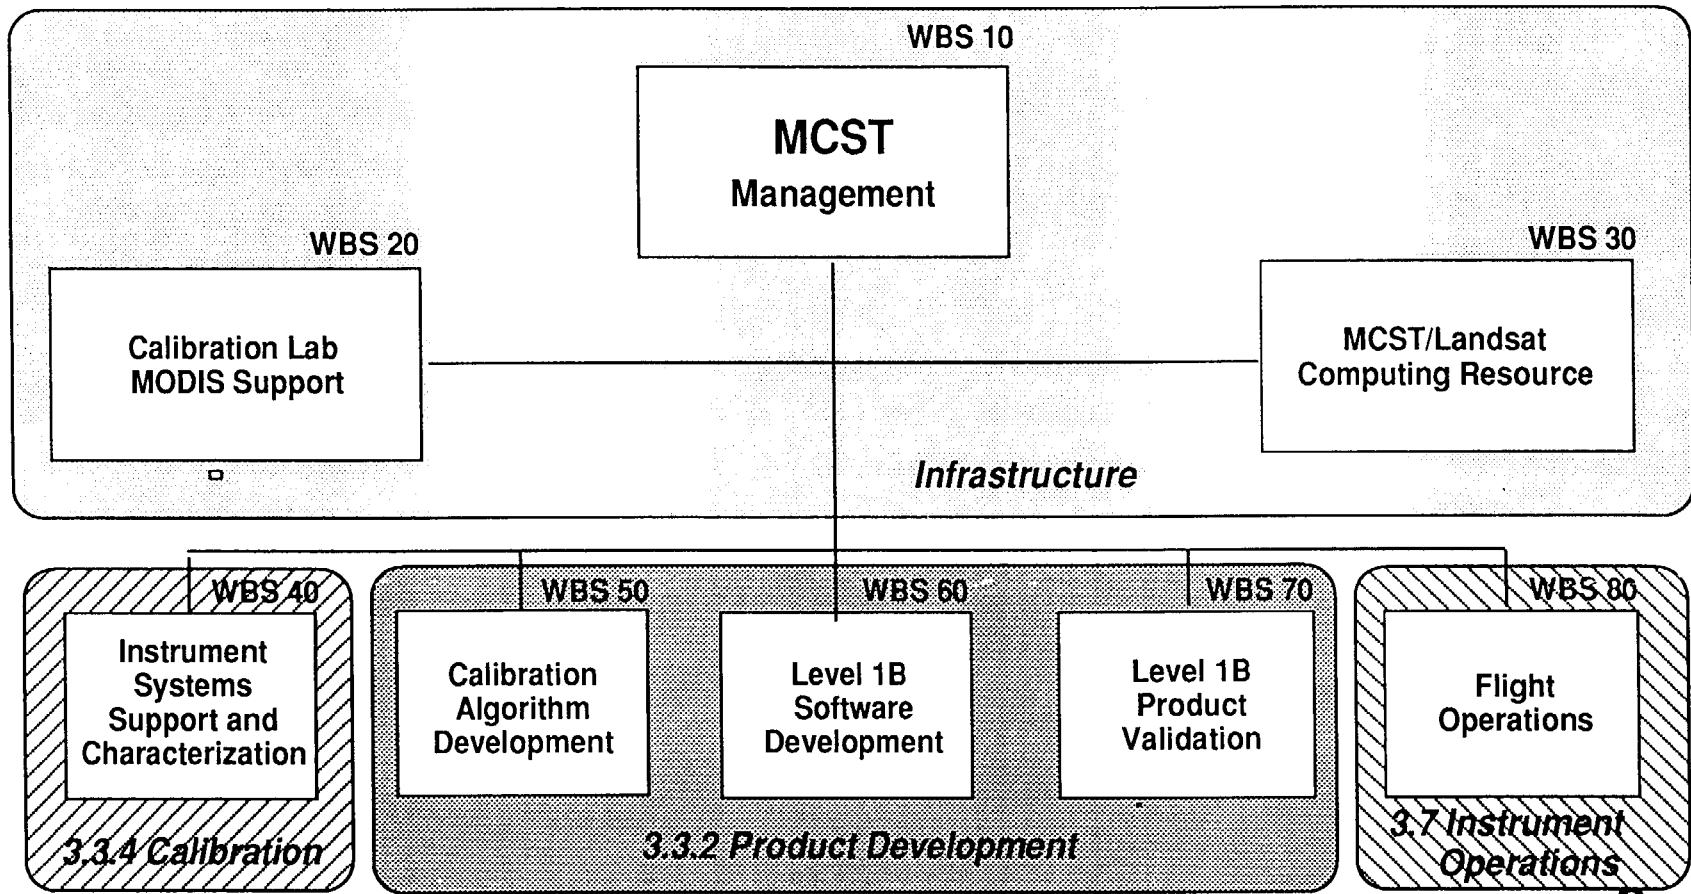 WBS 10
MCST
Management
WBS 20
Calibration Lab
MODIS Support
WBS 30
MCST/Landsat
Computing Resource
Infrastructure
WBS 40
Instrument
Systems
Support and
Characterization
3.3.4 Calibration
WBS 50
Calibration
Algorithm
Development
WBS 60
Level 1B
Software
Development
WBS 70
Level 1B
Product
Validation
3.3.2 Product Development
WBS 80
Flight
Operations
3.7 Instrument
Operations